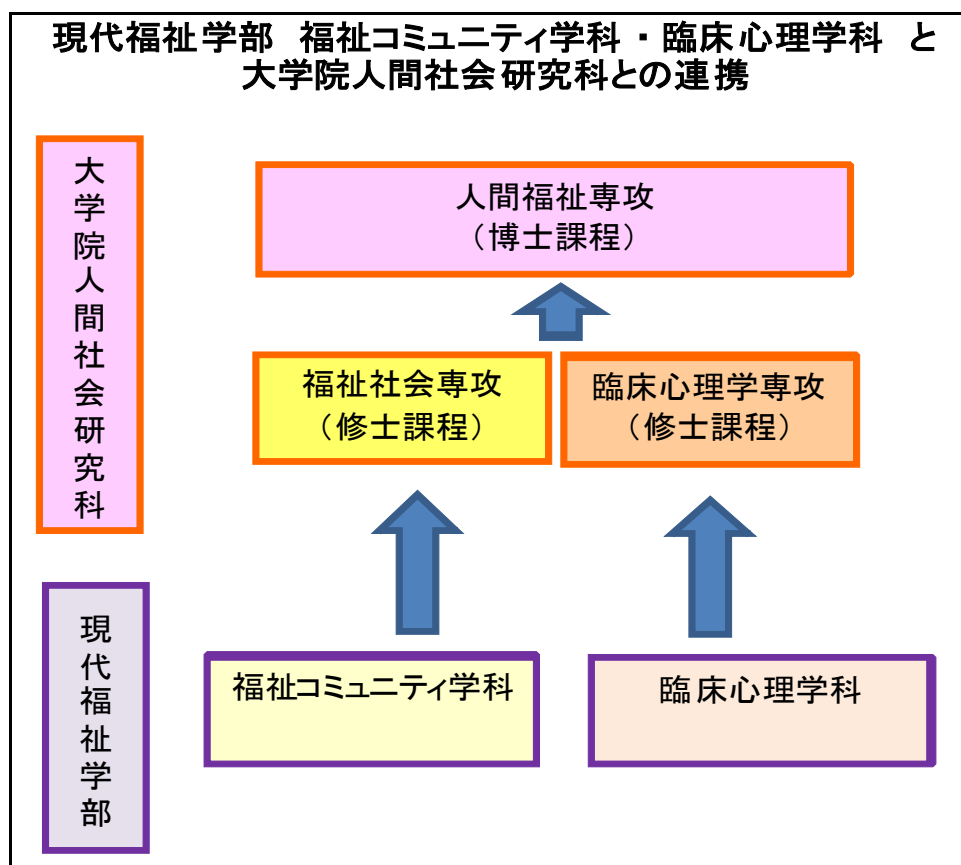 現代福祉学部 福祉コミュニティ学科・臨床心理学科 と
大学院人間社会研究科との連携
大学院人間社会研究科
人間福祉専攻
（博士課程）
福祉社会専攻
（修士課程）
臨床心理学専攻
（修士課程）
現代福祉学部
福祉コミュニティ学科
臨床心理学科